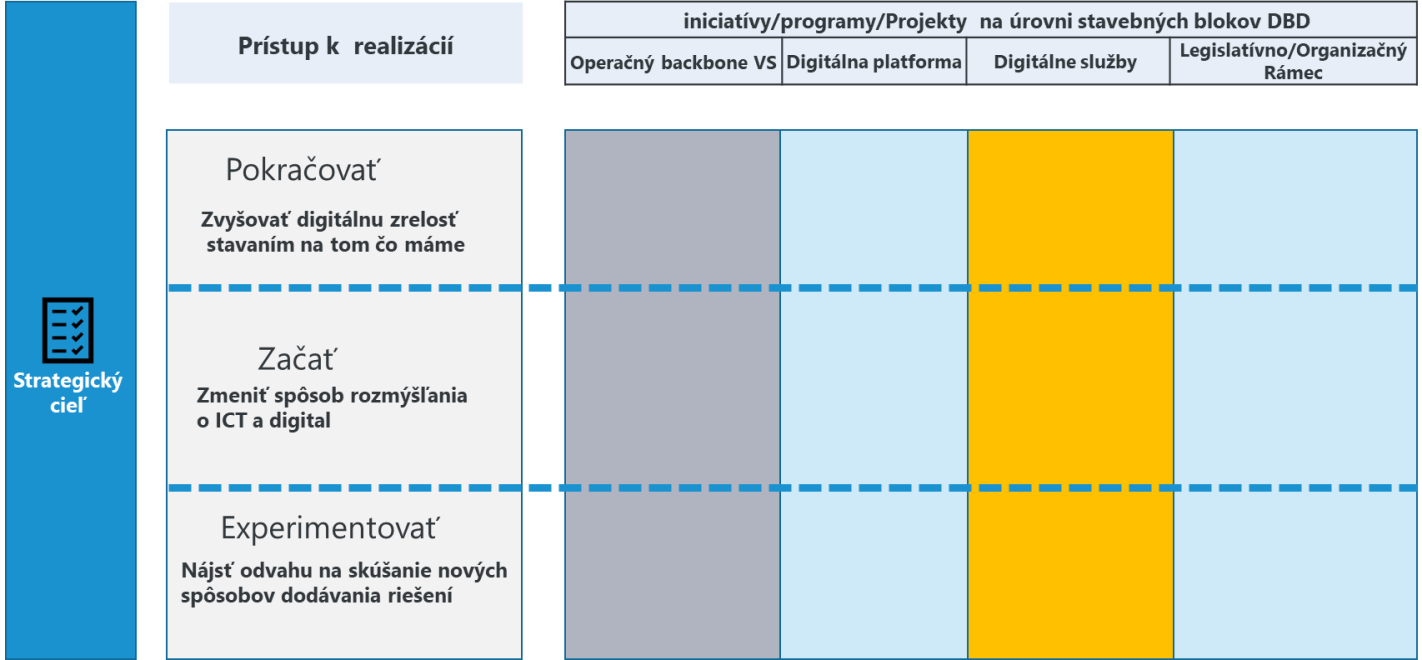 Strategický
cieľ
Prístup k realizácií
iniciatívy/programy/Projekty na úrovni stavebných blokov DBD
Operačný backbone VS
Digitálna platforma
Digitálne služby
Legislatívno/Organizačný
Rámec
Pokračovať
Zvyšovať digitálnu zrelosť
stavaním na tom čo máme
Začať
Zmeniť spôsob rozmýšľania
o ICT a digital
Experimentovať
Nájsť odvahu na skúšanie nových
spôsobov dodávania riešení